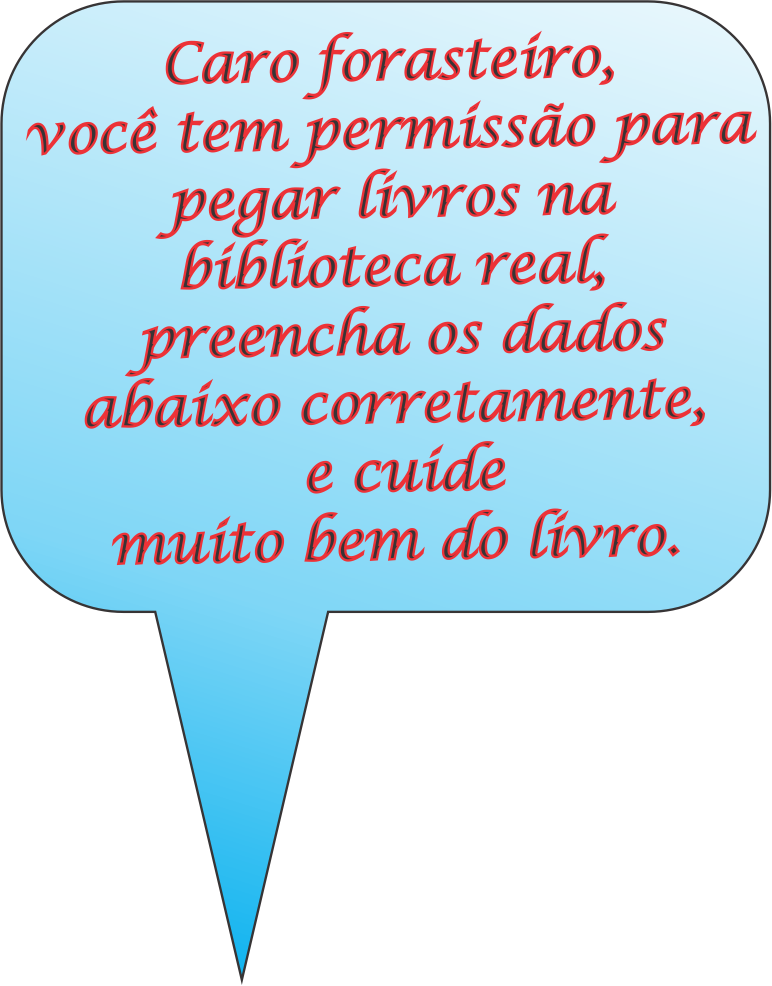 Caro forasteiro,
você tem permissão para
pegar livros na
biblioteca real,
preencha os dados
abaixo corretamente,
e cuide
muito bem do livro.